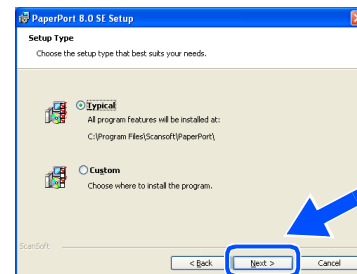 PaperPort 8.0 SE Setup
Setup Type
Choose the setup type that best suits your needs.
Typical
All program features will be installed at:
C:\Program Files\Scansoft\PaperPort\
Custom
Choose where to install the program.
ScanSoft
< Back
Next >
Cancel